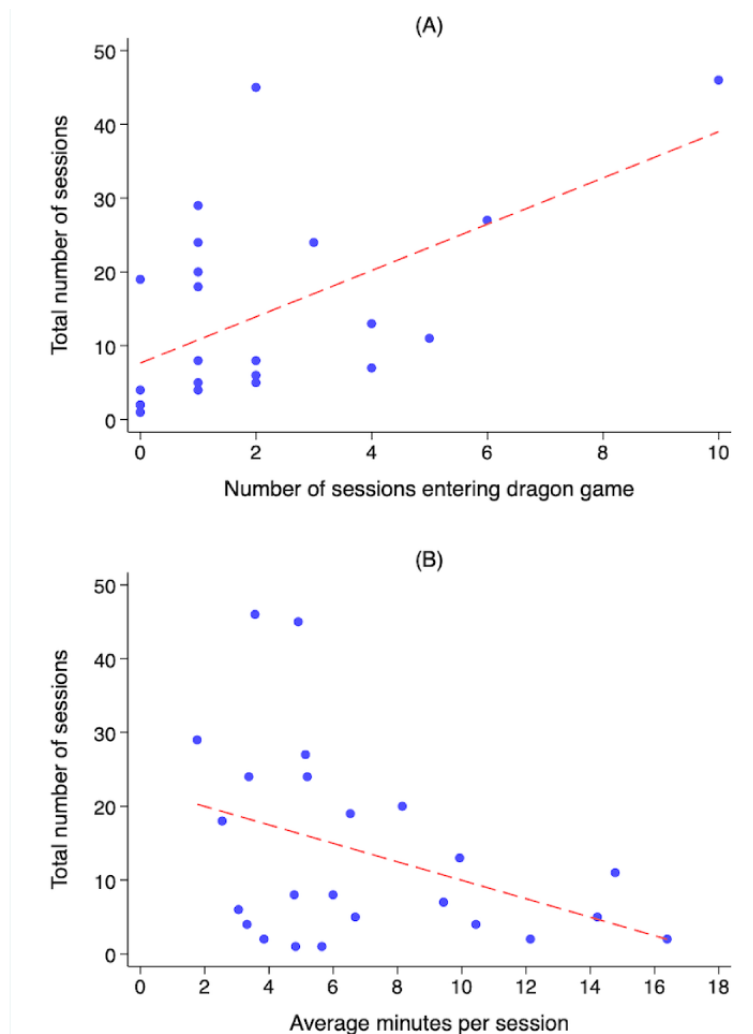 (A)
50
40
30
20
10
0
Total number of sessions
0 2 4 6 8 10
Number of sessions entering dragon game
(B)
50
40
30
20
10
0
Total number of sessions
0 2 4 6 8 10 12 14 16 18
Average minutes per session